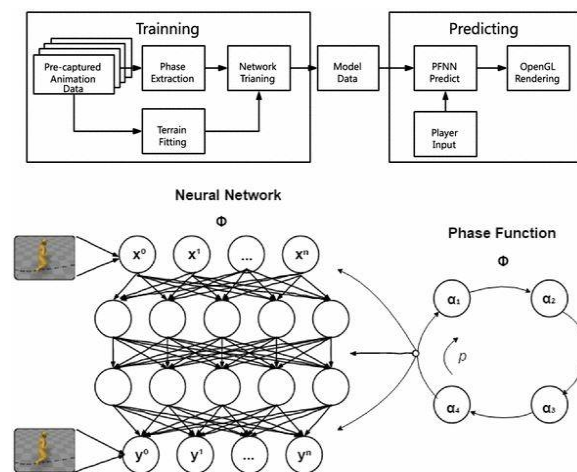 Trainning
Predicting
Pre-captured
Animation
Data
Phase
Extraction
Network
Trianing
Model
Data
PFNN
Predict
OpenGL
Rendering
Terrain
Fitting
Player
Input
Neural Network
Φ
x⁰ x¹ ... xⁿ
Phase Function
Φ
α₁ α₂
p
α₄ α₃
y⁰ y¹ ... yⁿ